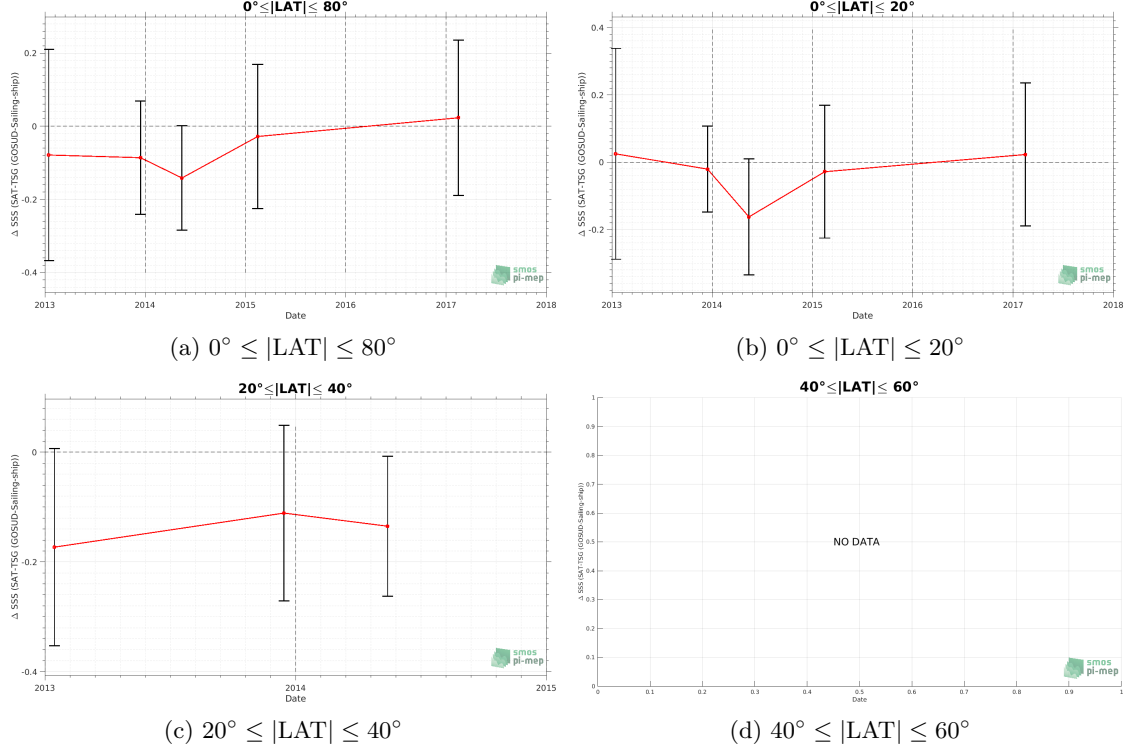 0°≤|LAT|≤ 80°
Δ SSS (SAT-TSG (GOSUD-Sailing-ship))
0.2
0
-0.2
-0.4
2013 2014 2015 2016 2017 2018
Date
smos
pi-mep
(a) 0° ≤ |LAT| ≤ 80°
0°≤|LAT|≤ 20°
Δ SSS (SAT-TSG (GOSUD-Sailing-ship))
0.4
0.2
0
-0.2
2013 2014 2015 2016 2017 2018
Date
smos
pi-mep
(b) 0° ≤ |LAT| ≤ 20°
20°≤|LAT|≤ 40°
Δ SSS (SAT-TSG (GOSUD-Sailing-ship))
0
-0.2
-0.4
2013 2014 2015
Date
smos
pi-mep
(c) 20° ≤ |LAT| ≤ 40°
40°≤|LAT|≤ 60°
Δ SSS (SAT-TSG (GOSUD-Sailing-ship))
1
0.9
0.8
0.7
0.6
0.5
0.4
0.3
0.2
0.1
0
NO DATA
0 0.1 0.2 0.3 0.4 0.5 0.6 0.7 0.8 0.9 1
Date
smos
pi-mep
(d) 40° ≤ |LAT| ≤ 60°